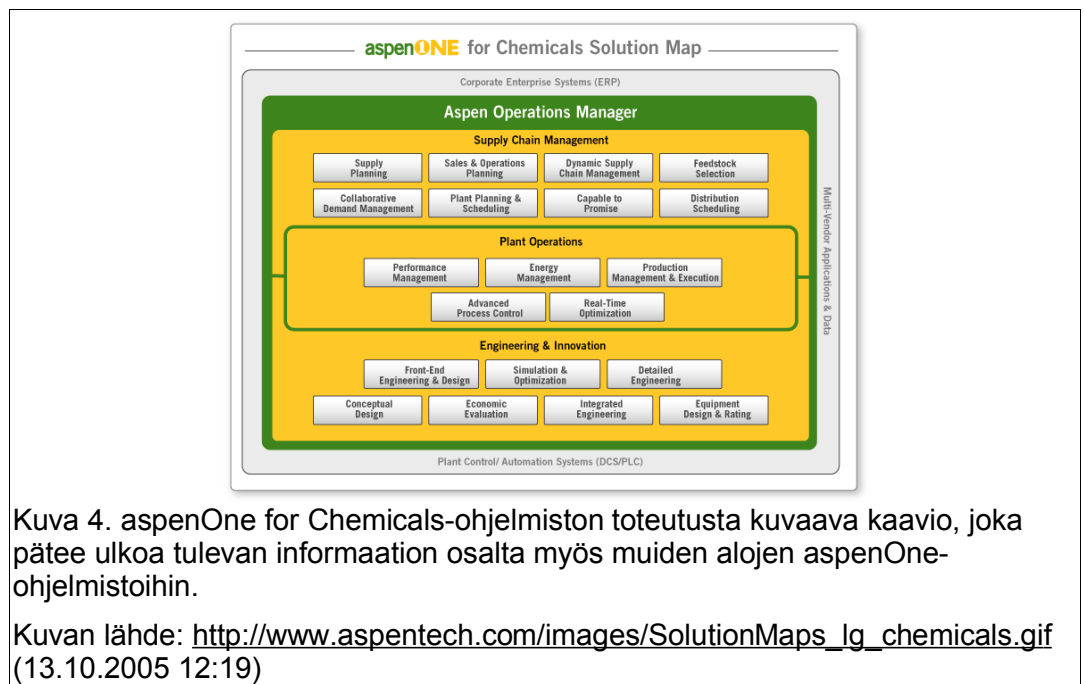 aspenONE for Chemicals Solution Map
Corporate Enterprise Systems (ERP)
Aspen Operations Manager
Supply Chain Management
Supply Planning
Sales & Operations Planning
Dynamic Supply Chain Management
Feedstock Selection
Collaborative Demand Management
Plant Planning & Scheduling
Capable to Promise
Distribution Scheduling
Multi-Vendor Applications & Data
Plant Operations
Performance Management
Energy Management
Production Management & Execution
Advanced Process Control
Real-Time Optimization
Engineering & Innovation
Front-End Engineering & Design
Simulation & Optimization
Detailed Engineering
Conceptual Design
Economic Evaluation
Integrated Engineering
Equipment Design & Rating
Plant Control/ Automation Systems (DCS/PLC)
Kuva 4. aspenOne for Chemicals-ohjelmiston toteutusta kuvaava kaavio, joka
pätee ulkoa tulevan informaation osalta myös muiden alojen aspenOne-
ohjelmistoihin.
Kuvan lähde: http://www.aspentech.com/images/SolutionMaps_lg_chemicals.gif
(13.10.2005 12:19)